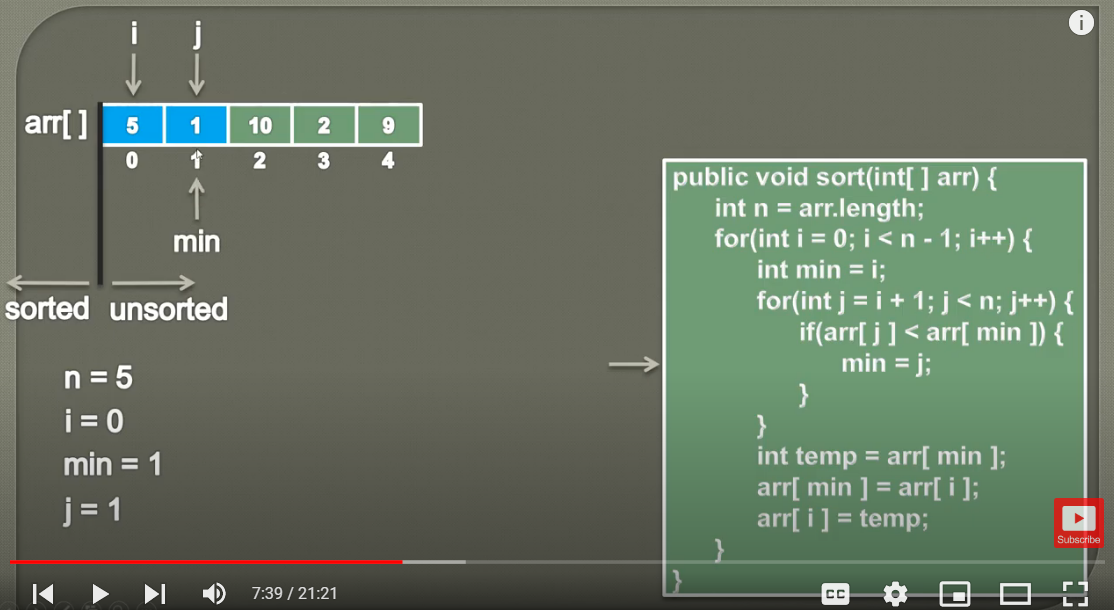 i j
arr[ ] 5 1 10 2 9
0 1 2 3 4
min
sorted unsorted
n = 5
i = 0
min = 1
j = 1
public void sort(int[ ] arr) {
int n = arr.length;
for(int i = 0; i < n - 1; i++) {
int min = i;
for(int j = i + 1; j < n; j++) {
if(arr[ j ] < arr[ min ]) {
min = j;
}
}
int temp = arr[ min ];
arr[ min ] = arr[ i ];
arr[ i ] = temp;
}
}
Subscribe
7:39 / 21:21
CC
i